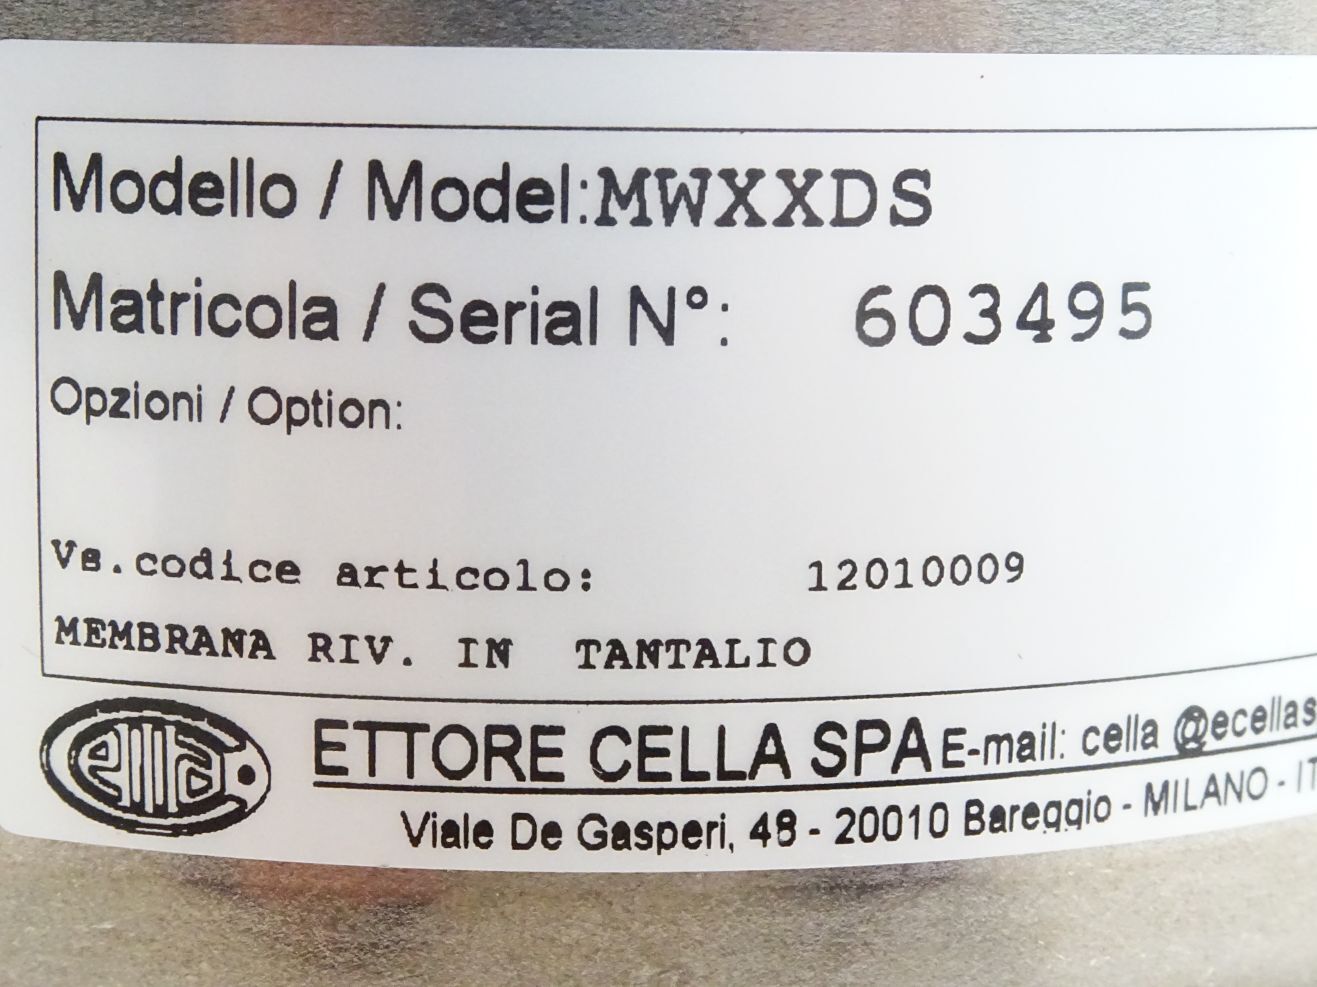 Modello / Model:MWXXDS
Matricola / Serial N°: 603495
Opzioni / Option:
Vs.codice articolo: 12010009
MEMBRANA RIV. IN TANTALIO
cella
ETTORE CELLA SPA E-mail: cella @ecellas
Viale De Gasperi, 48 - 20010 Bareggio - MILANO - IT